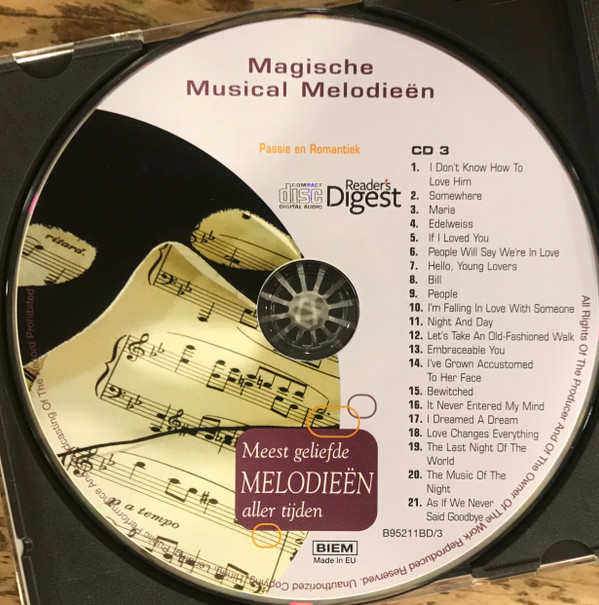 Magische
Musical Melodieën
Passie en Romantiek
CD 3
COMPACT
disc
DIGITAL AUDIO
Reader's
Digest
1. I Don't Know How To
Love Him
2. Somewhere
3. Maria
4. Edelweiss
5. If I Loved You
6. People Will Say We're In Love
7. Hello, Young Lovers
8. Bill
9. People
10. I'm Falling In Love With Someone
11. Night And Day
12. Let's Take An Old-Fashioned Walk
13. Embraceable You
14. I've Grown Accustomed
To Her Face
15. Bewitched
16. It Never Entered My Mind
17. I Dreamed A Dream
18. Love Changes Everything
19. The Last Night Of The
World
20. The Music Of The
Night
21. As If We Never
Said Goodbye
B95211BD/3
ritard.
a tempo
Meest geliefde
MELODIEËN
aller tijden
BIEM
Made in EU
All Rights Of The Producer And Of The Owner Of The Work Reproduced Reserved. Unauthorized Copying Hiring Public Performance And Broadcasting Of The Record Prohibited